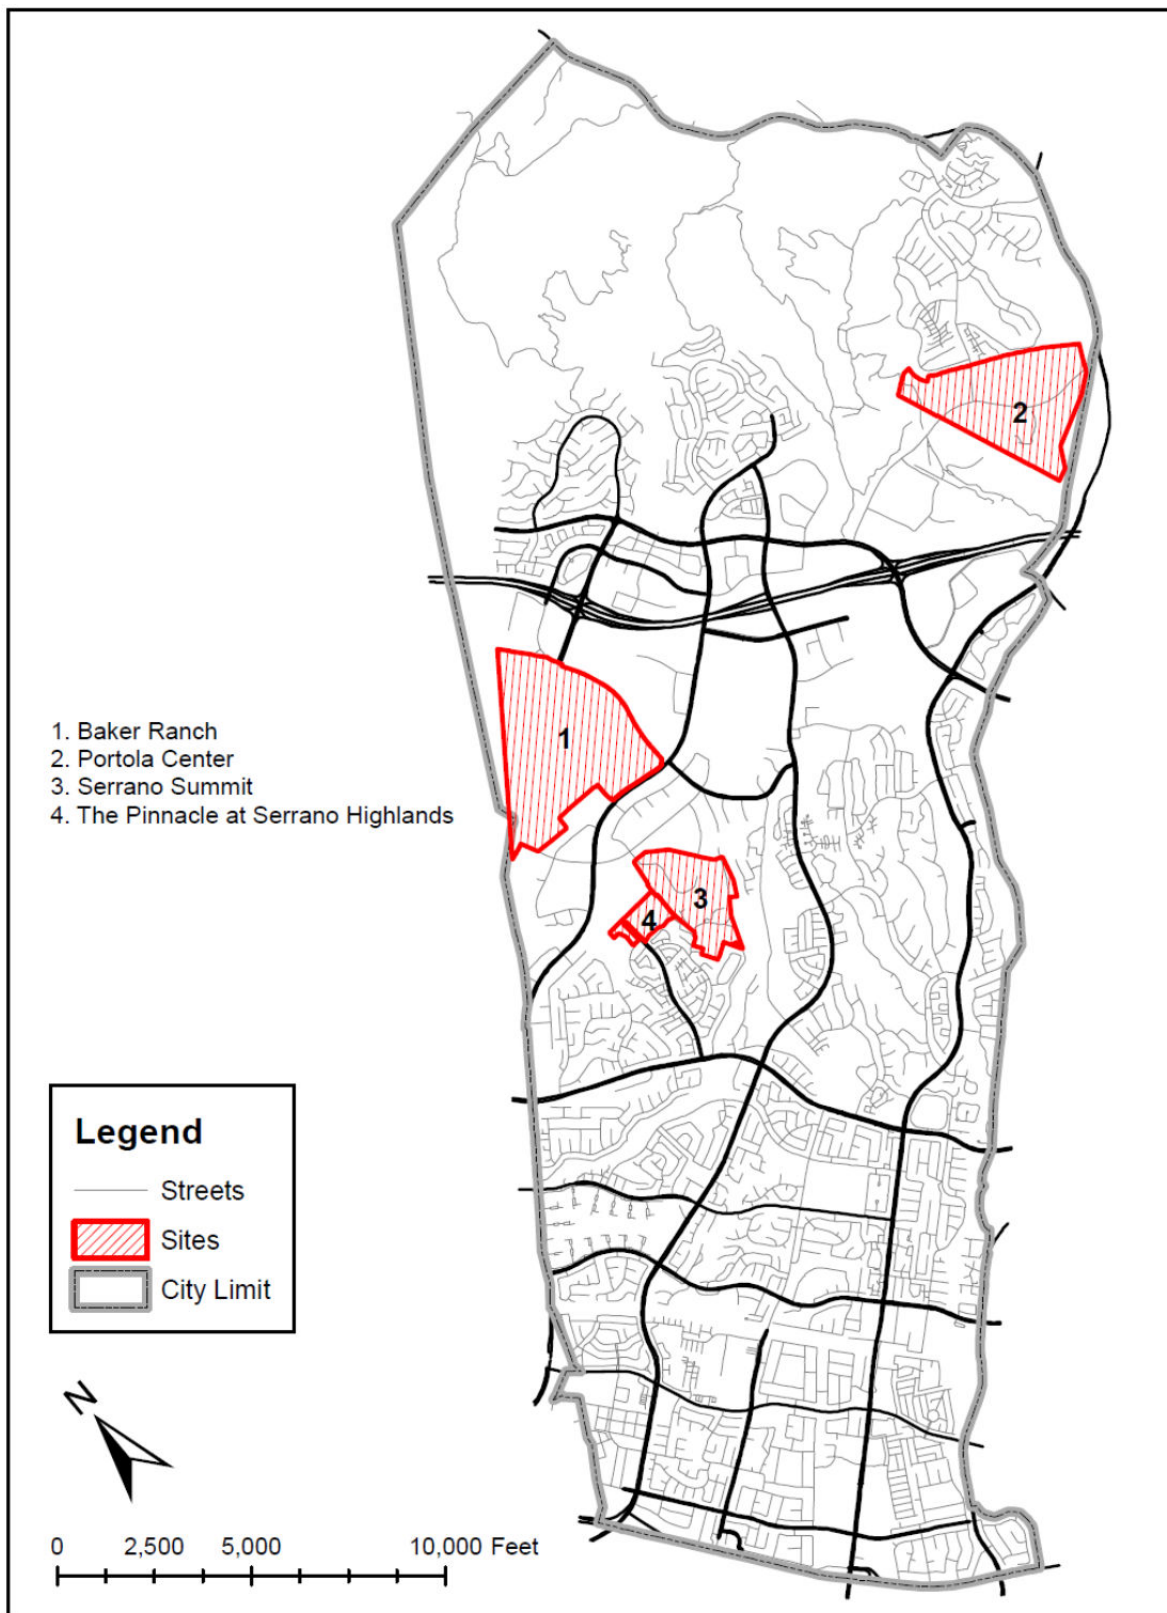 2
1
1. Baker Ranch
2. Portola Center
3. Serrano Summit
4. The Pinnacle at Serrano Highlands
3
4
Legend
Streets
Sites
City Limit
N
0 2,500 5,000 10,000 Feet